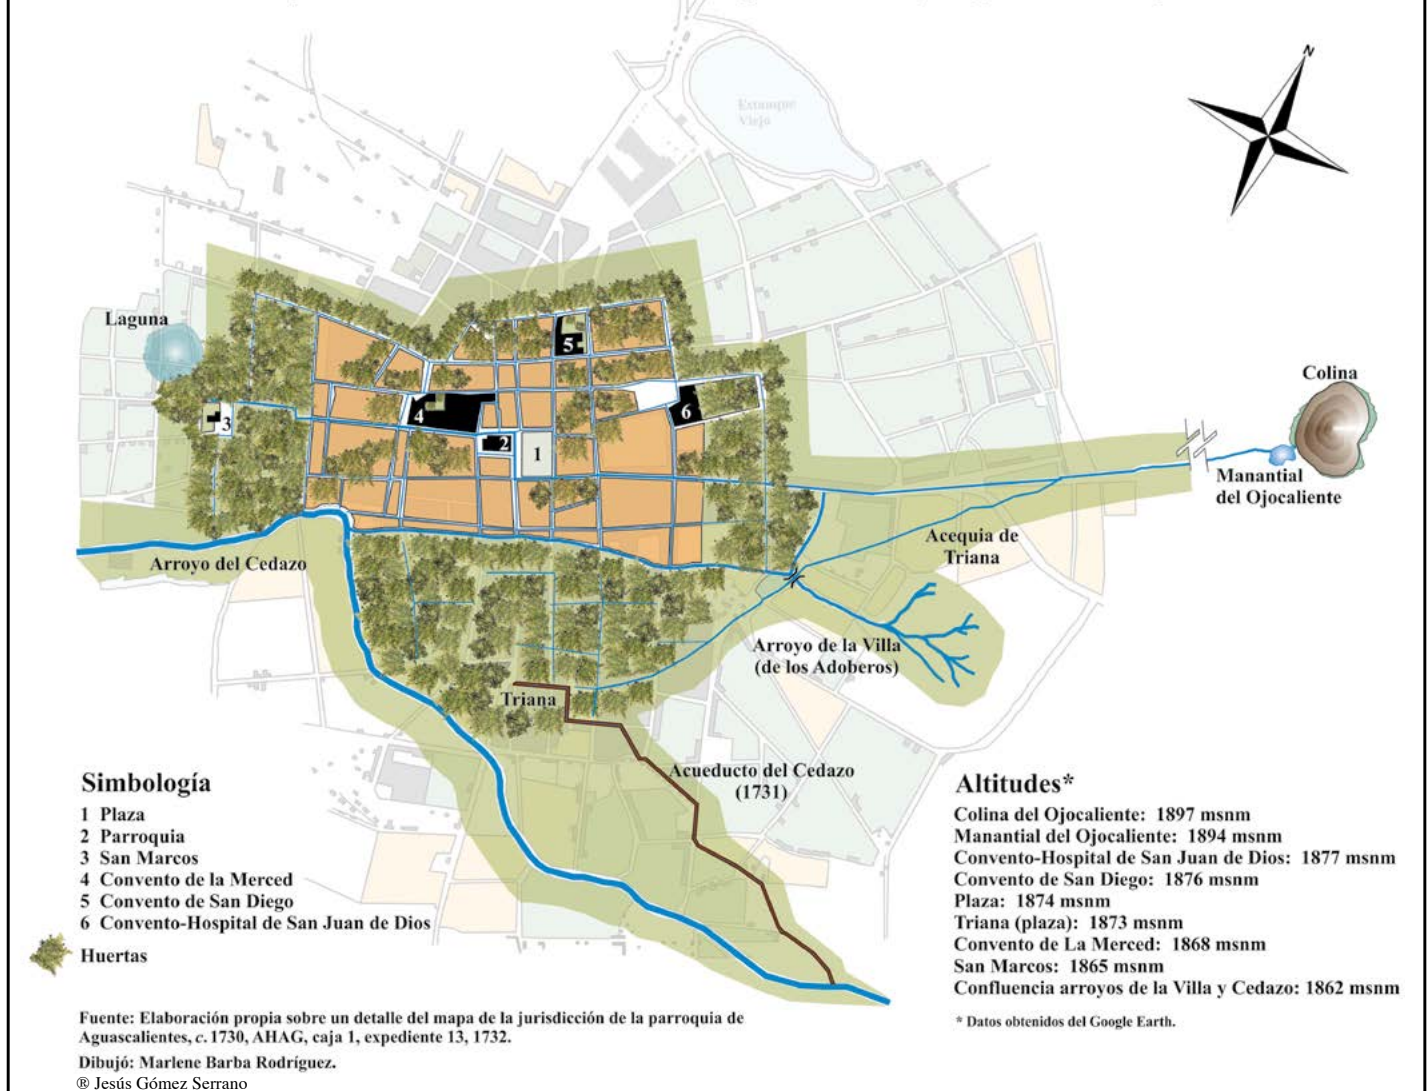 N
Estanque
Viejo
Laguna
Colina
5
3
4
6
2
1
Manantial
del Ojocaliente
Acequia de
Triana
Arroyo del Cedazo
Arroyo de la Villa
(de los Adoberos)
Triana
Acueducto del Cedazo
(1731)
Simbología
1 Plaza
2 Parroquia
3 San Marcos
4 Convento de la Merced
5 Convento de San Diego
6 Convento-Hospital de San Juan de Dios
Huertas
Altitudes*
Colina del Ojocaliente: 1897 msnm
Manantial del Ojocaliente: 1894 msnm
Convento-Hospital de San Juan de Dios: 1877 msnm
Convento de San Diego: 1876 msnm
Plaza: 1874 msnm
Triana (plaza): 1873 msnm
Convento de La Merced: 1868 msnm
San Marcos: 1865 msnm
Confluencia arroyos de la Villa y Cedazo: 1862 msnm
* Datos obtenidos del Google Earth.
Fuente: Elaboración propia sobre un detalle del mapa de la jurisdicción de la parroquia de
Aguascalientes, c. 1730, AHAG, caja 1, expediente 13, 1732.
Dibujó: Marlene Barba Rodríguez.
® Jesús Gómez Serrano